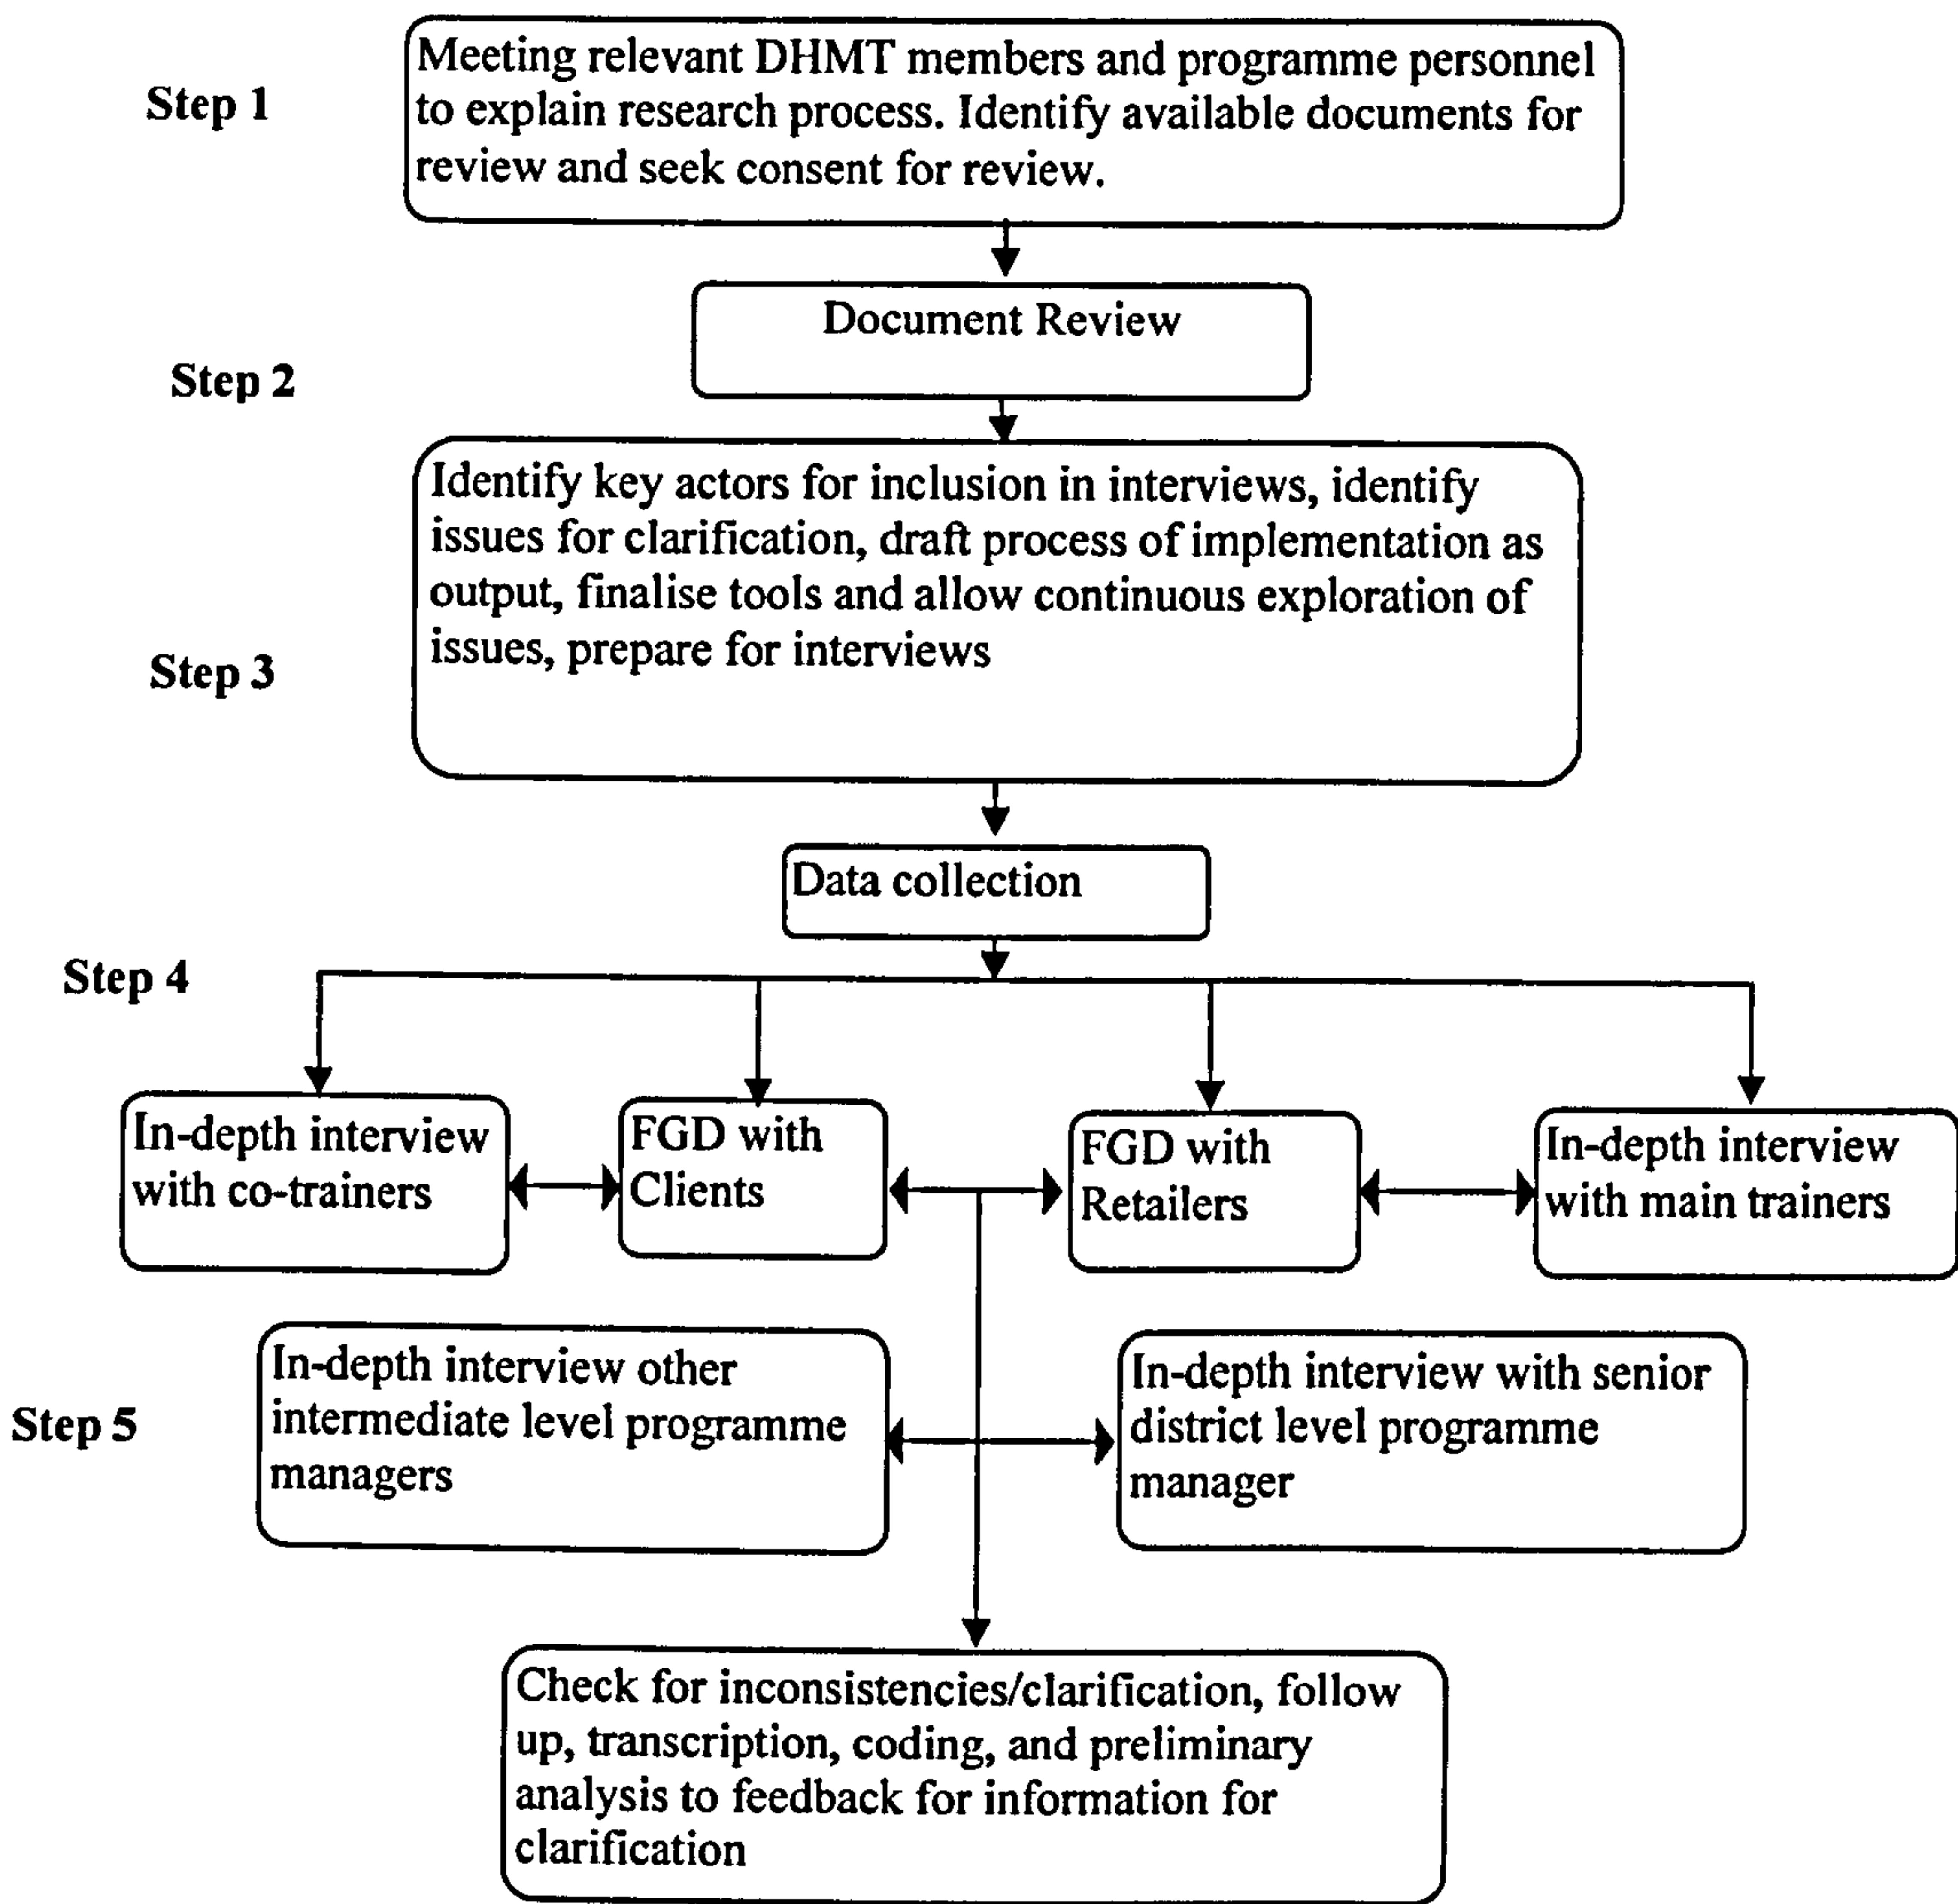 Step 1
Meeting relevant DHMT members and programme personnel
to explain research process. Identify available documents for
review and seek consent for review.
Document Review
Step 2
Identify key actors for inclusion in interviews, identify
issues for clarification, draft process of implementation as
output, finalise tools and allow continuous exploration of
issues, prepare for interviews
Step 3
Data collection
Step 4
In-depth interview
with co-trainers
FGD with
Clients
FGD with
Retailers
In-depth interview
with main trainers
Step 5
In-depth interview other
intermediate level programme
managers
In-depth interview with senior
district level programme
manager
Check for inconsistencies/clarification, follow
up, transcription, coding, and preliminary
analysis to feedback for information for
clarification